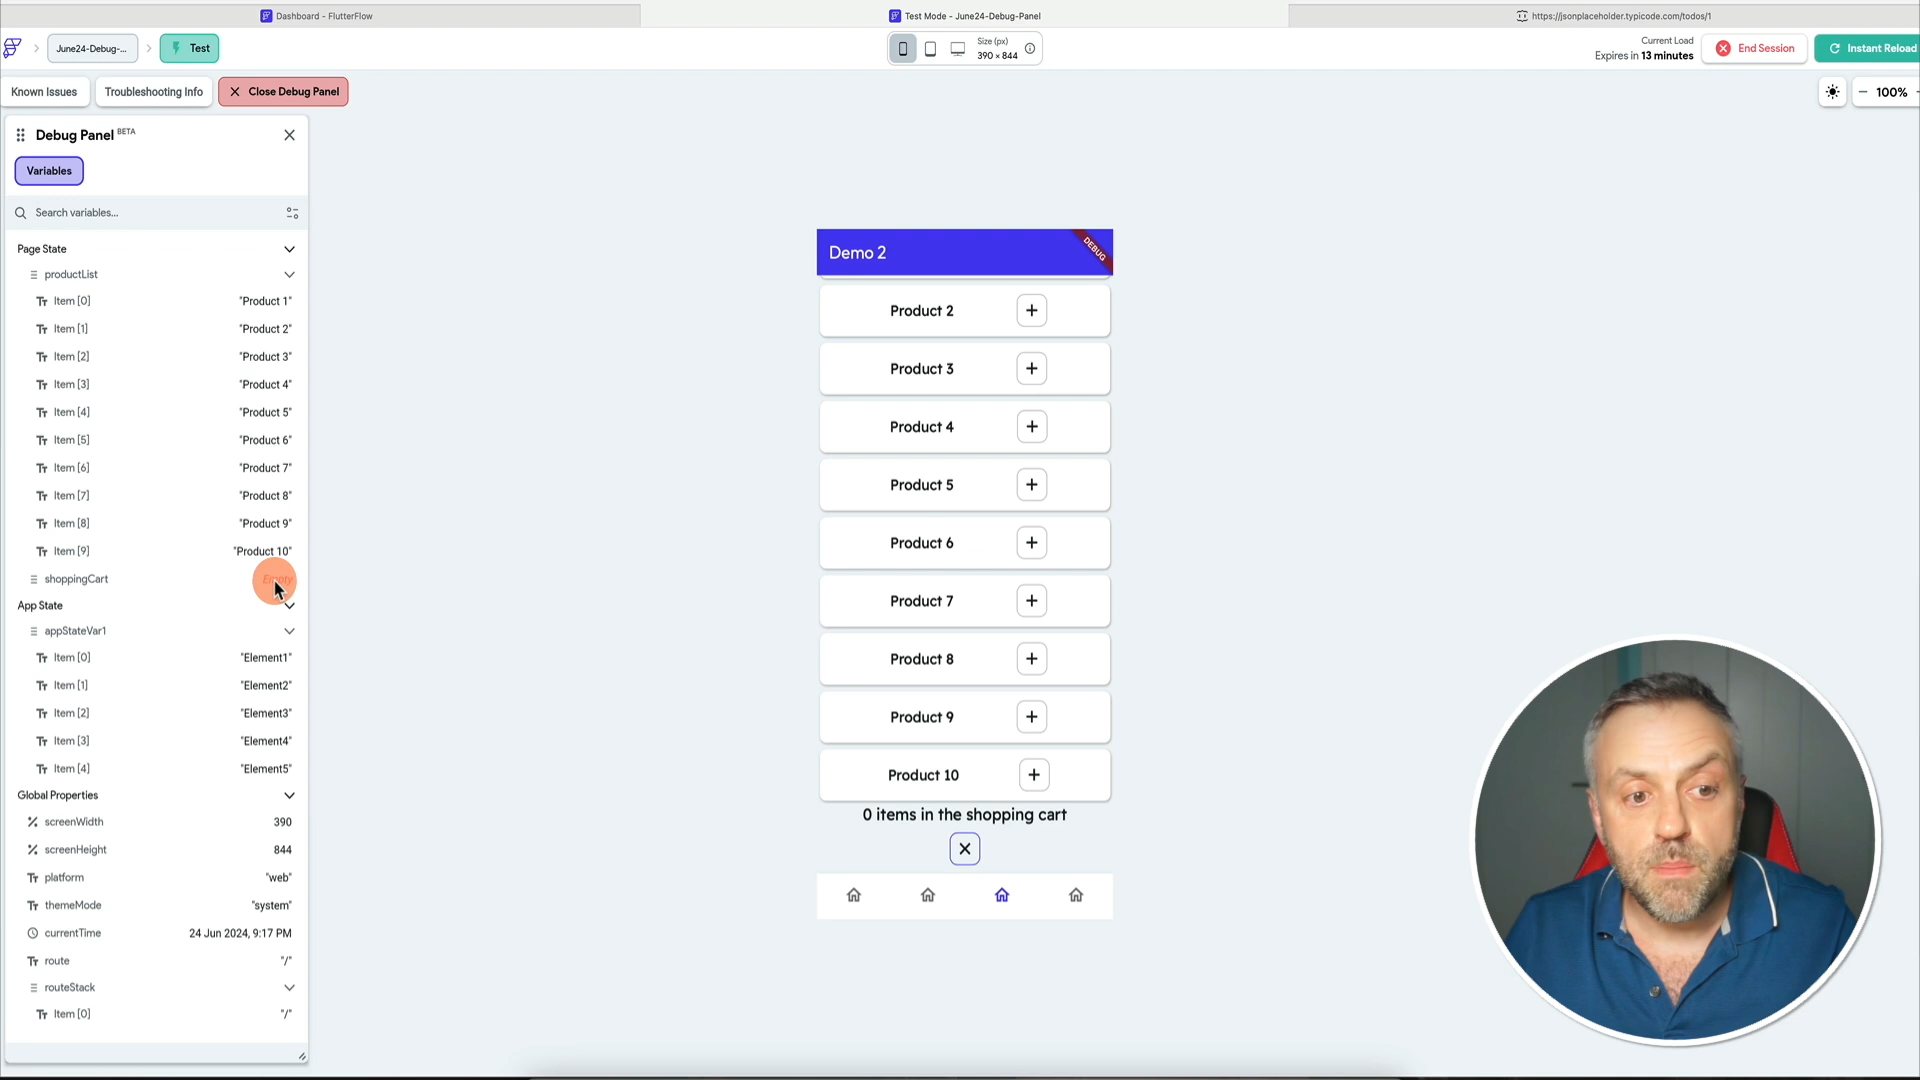 Dashboard - FlutterFlow
Test Mode - June24-Debug-Panel
https://jsonplaceholder.typicode.com/todos/1
June24-Debug-...
Test
Size (px)
390 × 844
Current Load
Expires in 13 minutes
End Session
Instant Reload
Known Issues
Troubleshooting Info
Close Debug Panel
100%
Debug Panel BETA
Variables
Search variables...
Page State
productList
Item [0] "Product 1"
Item [1] "Product 2"
Item [2] "Product 3"
Item [3] "Product 4"
Item [4] "Product 5"
Item [5] "Product 6"
Item [6] "Product 7"
Item [7] "Product 8"
Item [8] "Product 9"
Item [9] "Product 10"
shoppingCart Empty
App State
appStateVar1
Item [0] "Element1"
Item [1] "Element2"
Item [2] "Element3"
Item [3] "Element4"
Item [4] "Element5"
Global Properties
screenWidth 390
screenHeight 844
platform "web"
themeMode "system"
currentTime 24 Jun 2024, 9:17 PM
route "/"
routeStack
Item [0] "/"
Demo 2
DEBUG
Product 2
Product 3
Product 4
Product 5
Product 6
Product 7
Product 8
Product 9
Product 10
0 items in the shopping cart